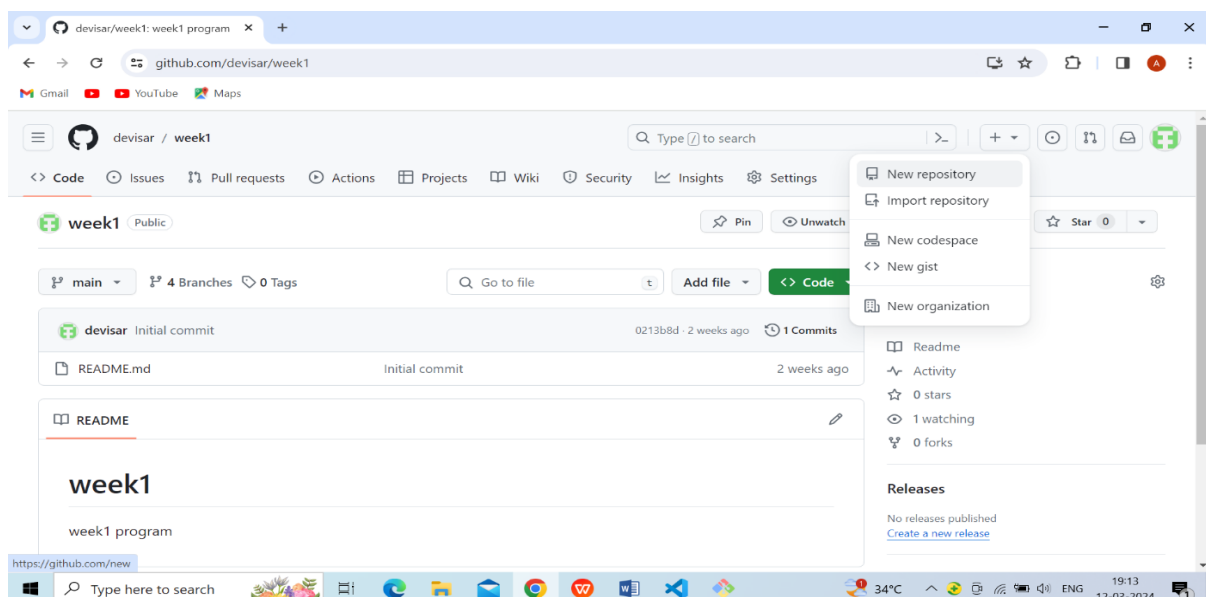 devisar/week1: week1 program
github.com/devisar/week1
Gmail YouTube Maps
devisar / week1
Type / to search
>_
Code Issues Pull requests Actions Projects Wiki Security Insights Settings
New repository
Import repository
New codespace
New gist
New organization
week1 Public
Pin Unwatch Star 0
main 4 Branches 0 Tags
Go to file t Add file <> Code
devisar Initial commit 0213b8d · 2 weeks ago 1 Commits
README.md Initial commit 2 weeks ago
Readme
Activity
0 stars
1 watching
0 forks
README
week1
week1 program
Releases
No releases published
Create a new release
https://github.com/new
Type here to search
34°C ENG 19:13
12-03-2024